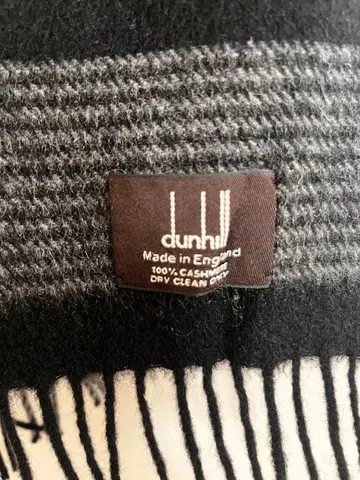 dunhill
Made in England
100% CASHMERE
DRY CLEAN ONLY